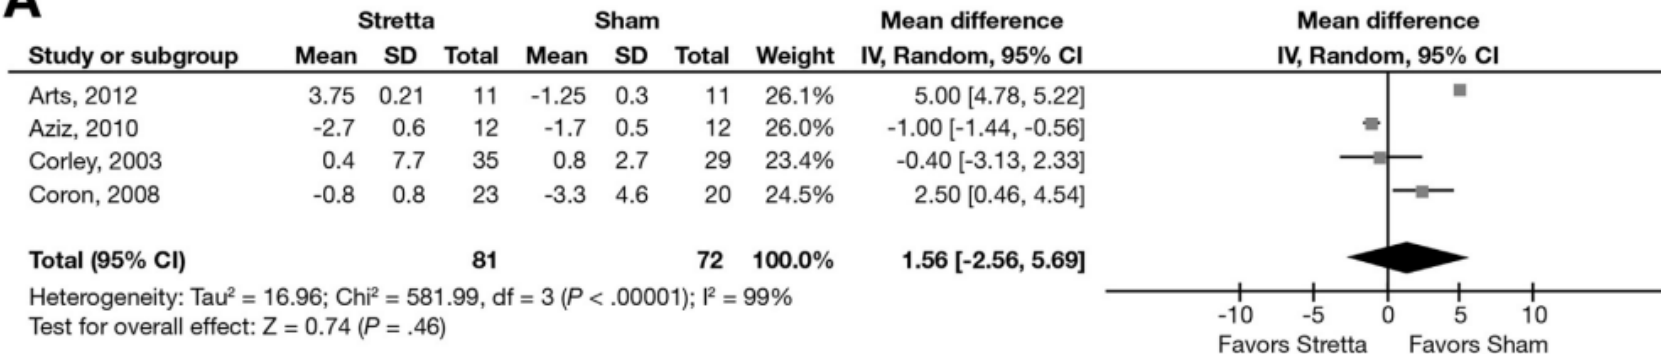 A
Stretta Sham Mean difference Mean difference
Study or subgroup Mean SD Total Mean SD Total Weight IV, Random, 95% CI IV, Random, 95% CI
Arts, 2012 3.75 0.21 11 -1.25 0.3 11 26.1% 5.00 [4.78, 5.22]
Aziz, 2010 -2.7 0.6 12 -1.7 0.5 12 26.0% -1.00 [-1.44, -0.56]
Corley, 2003 0.4 7.7 35 0.8 2.7 29 23.4% -0.40 [-3.13, 2.33]
Coron, 2008 -0.8 0.8 23 -3.3 4.6 20 24.5% 2.50 [0.46, 4.54]
Total (95% CI) 81 72 100.0% 1.56 [-2.56, 5.69]
Heterogeneity: Tau² = 16.96; Chi² = 581.99, df = 3 (P < .00001); I² = 99%
Test for overall effect: Z = 0.74 (P = .46)
-10 -5 0 5 10
Favors Stretta Favors Sham